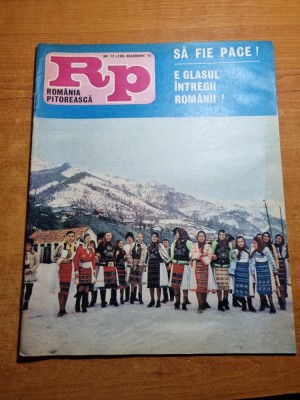 Rp
ROMÂNIA
PITOREASCĂ
SĂ FIE PACE !
E GLASUL
ÎNTREGII
ROMÂNII !